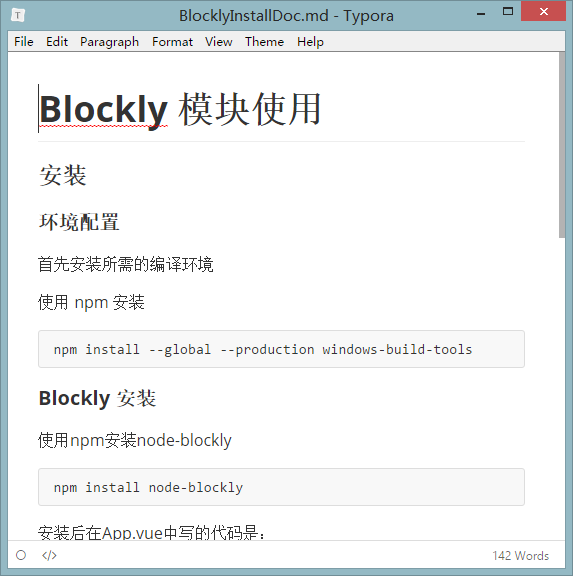 BlocklyInstallDoc.md - Typora
File Edit Paragraph Format View Theme Help
Blockly 模块使用
安装
环境配置
首先安装所需的编译环境
使用 npm 安装
npm install --global --production windows-build-tools
Blockly 安装
使用npm安装node-blockly
npm install node-blockly
安装后在App.vue中写的代码是：
142 Words